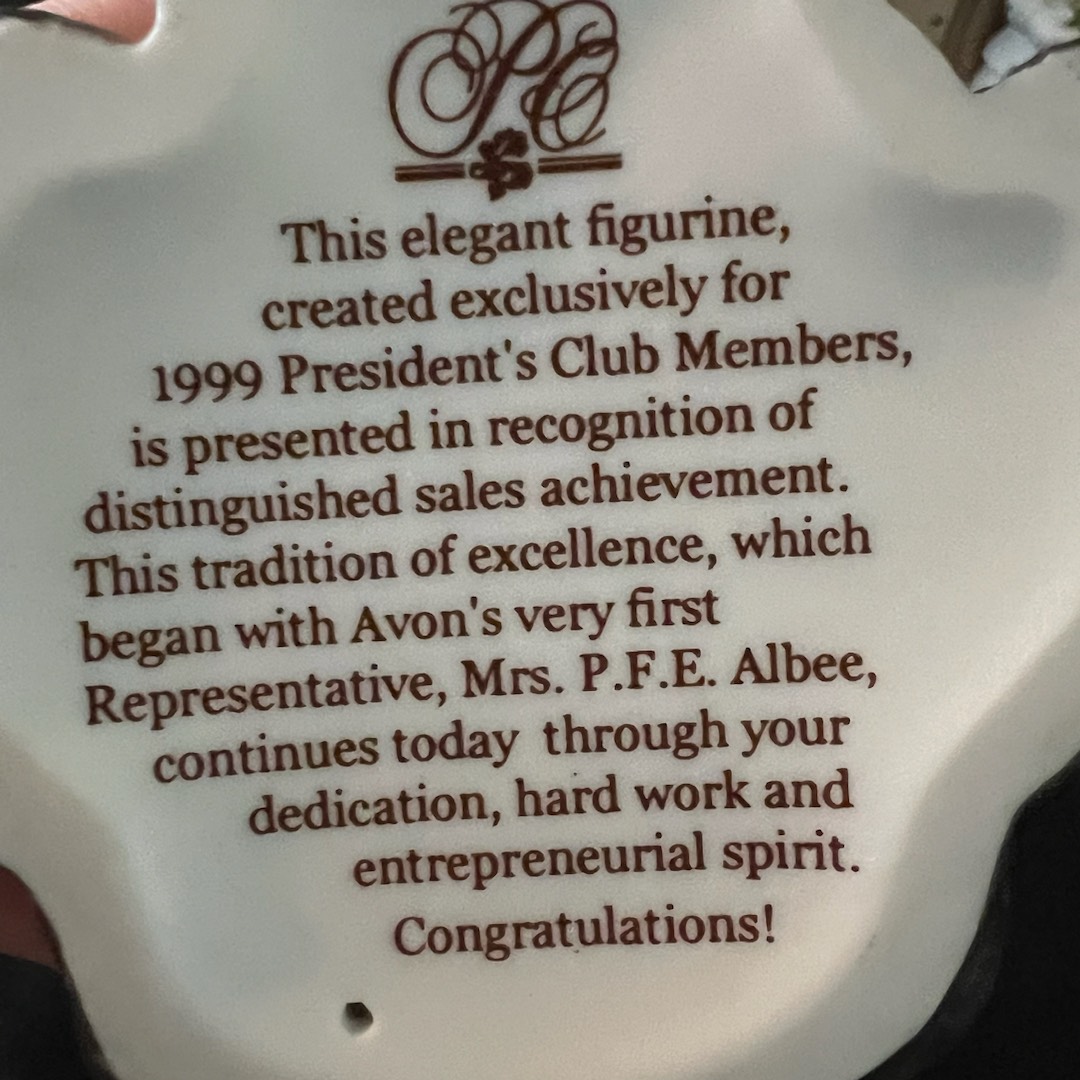 PC
This elegant figurine,
created exclusively for
1999 President's Club Members,
is presented in recognition of
distinguished sales achievement.
This tradition of excellence, which
began with Avon's very first
Representative, Mrs. P.F.E. Albee,
continues today through your
dedication, hard work and
entrepreneurial spirit.
Congratulations!